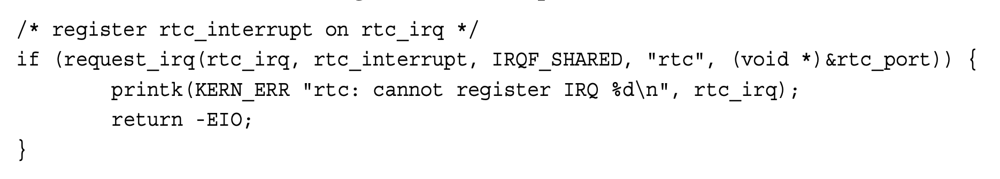 /* register rtc_interrupt on rtc_irq */
if (request_irq(rtc_irq, rtc_interrupt, IRQF_SHARED, "rtc", (void *)&rtc_port)) {
        printk(KERN_ERR "rtc: cannot register IRQ %d\n", rtc_irq);
        return -EIO;
}